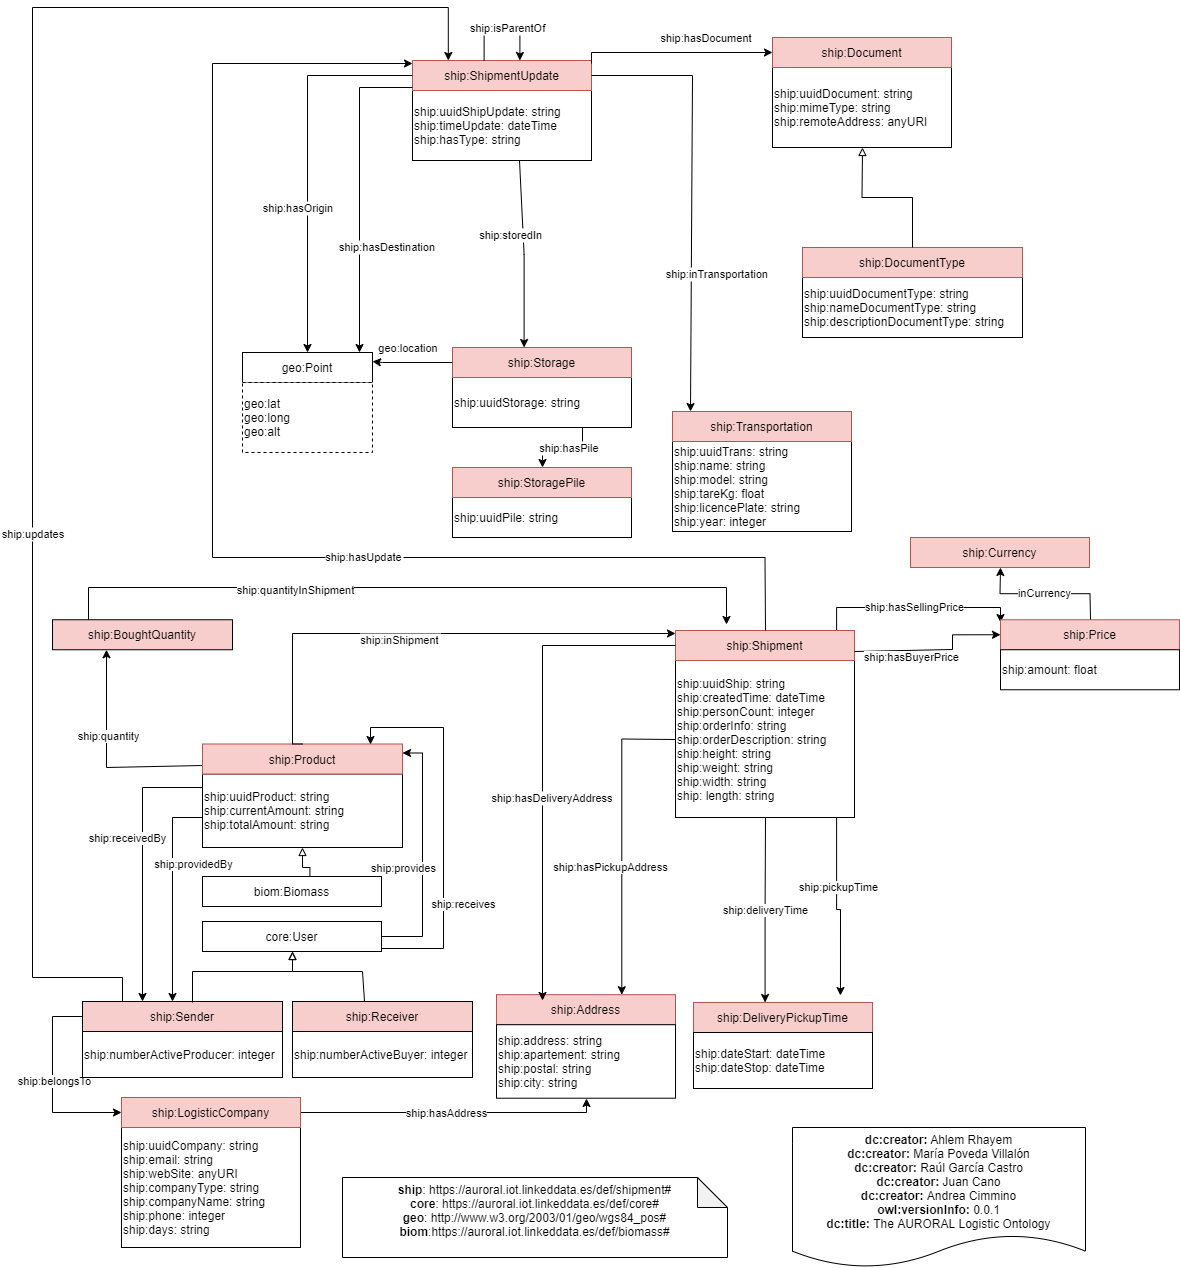 ship:isParentOf
ship:hasDocument
ship:Document
ship:uuidDocument: string
ship:mimeType: string
ship:remoteAddress: anyURI
ship:ShipmentUpdate
ship:uuidShipUpdate: string
ship:timeUpdate: dateTime
ship:hasType: string
ship:hasOrigin
ship:hasDestination
ship:storedIn
ship:inTransportation
ship:DocumentType
ship:uuidDocumentType: string
ship:nameDocumentType: string
ship:descriptionDocumentType: string
geo:Point
geo:lat
geo:long
geo:alt
geo:location
ship:Storage
ship:uuidStorage: string
ship:hasPile
ship:StoragePile
ship:uuidPile: string
ship:Transportation
ship:uuidTrans: string
ship:name: string
ship:model: string
ship:tareKg: float
ship:licencePlate: string
ship:year: integer
ship:updates
ship:hasUpdate
ship:Currency
inCurrency
ship:quantityInShipment
ship:hasSellingPrice
ship:BoughtQuantity
ship:inShipment
ship:Shipment
ship:uuidShip: string
ship:createdTime: dateTime
ship:personCount: integer
ship:orderInfo: string
ship:orderDescription: string
ship:height: string
ship:weight: string
ship:width: string
ship: length: string
ship:hasBuyerPrice
ship:Price
ship:amount: float
ship:quantity
ship:Product
ship:uuidProduct: string
ship:currentAmount: string
ship:totalAmount: string
ship:receivedBy
ship:providedBy
ship:provides
ship:receives
ship:hasDeliveryAddress
ship:hasPickupAddress
ship:pickupTime
ship:deliveryTime
biom:Biomass
core:User
ship:Sender
ship:numberActiveProducer: integer
ship:Receiver
ship:numberActiveBuyer: integer
ship:Address
ship:address: string
ship:apartement: string
ship:postal: string
ship:city: string
ship:DeliveryPickupTime
ship:dateStart: dateTime
ship:dateStop: dateTime
ship:belongsTo
ship:LogisticCompany
ship:uuidCompany: string
ship:email: string
ship:webSite: anyURI
ship:companyType: string
ship:companyName: string
ship:phone: integer
ship:days: string
ship:hasAddress
ship: https://auroral.iot.linkeddata.es/def/shipment#
core: https://auroral.iot.linkeddata.es/def/core#
geo: http://www.w3.org/2003/01/geo/wgs84_pos#
biom:https://auroral.iot.linkeddata.es/def/biomass#
dc:creator: Ahlem Rhayem
dc:creator: María Poveda Villalón
dc:creator: Raúl García Castro
dc:creator: Juan Cano
dc:creator: Andrea Cimmino
owl:versionInfo: 0.0.1
dc:title: The AURORAL Logistic Ontology